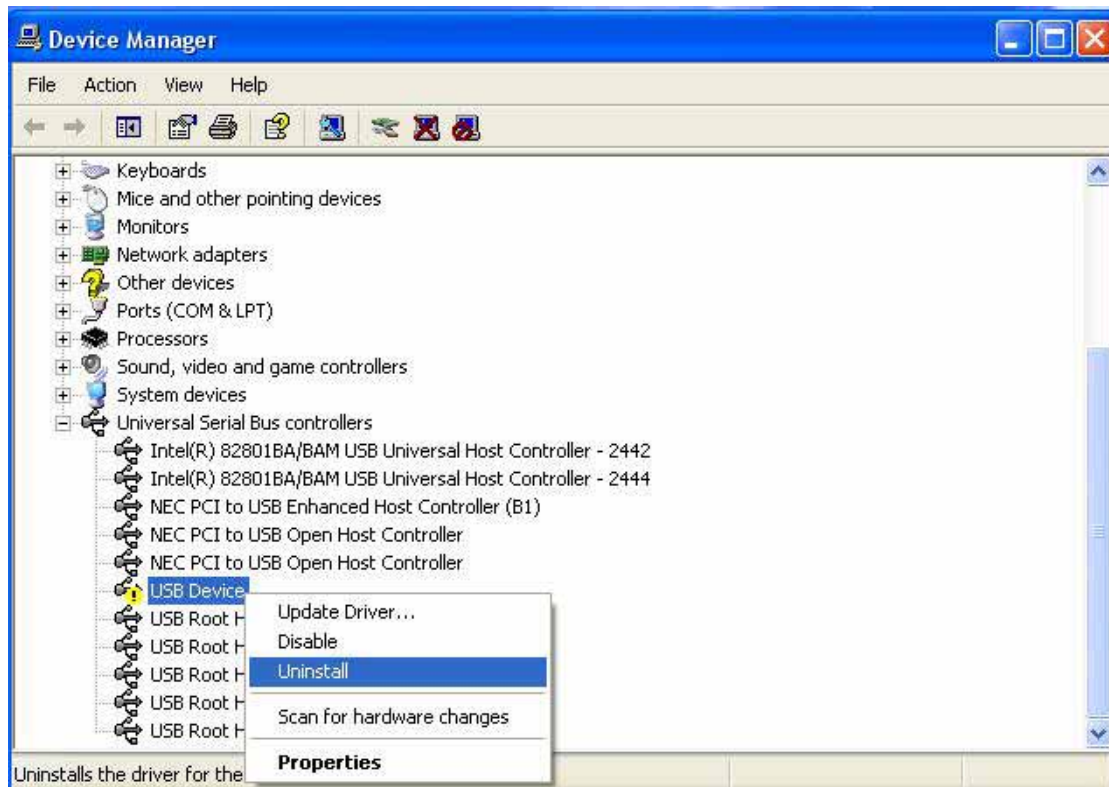 Device Manager
File Action View Help
Keyboards
Mice and other pointing devices
Monitors
Network adapters
Other devices
Ports (COM & LPT)
Processors
Sound, video and game controllers
System devices
Universal Serial Bus controllers
Intel(R) 82801BA/BAM USB Universal Host Controller - 2442
Intel(R) 82801BA/BAM USB Universal Host Controller - 2444
NEC PCI to USB Enhanced Host Controller (B1)
NEC PCI to USB Open Host Controller
NEC PCI to USB Open Host Controller
USB Device
USB Root H
USB Root H
USB Root H
USB Root H
USB Root H
Update Driver...
Disable
Uninstall
Scan for hardware changes
Properties
Uninstalls the driver for the